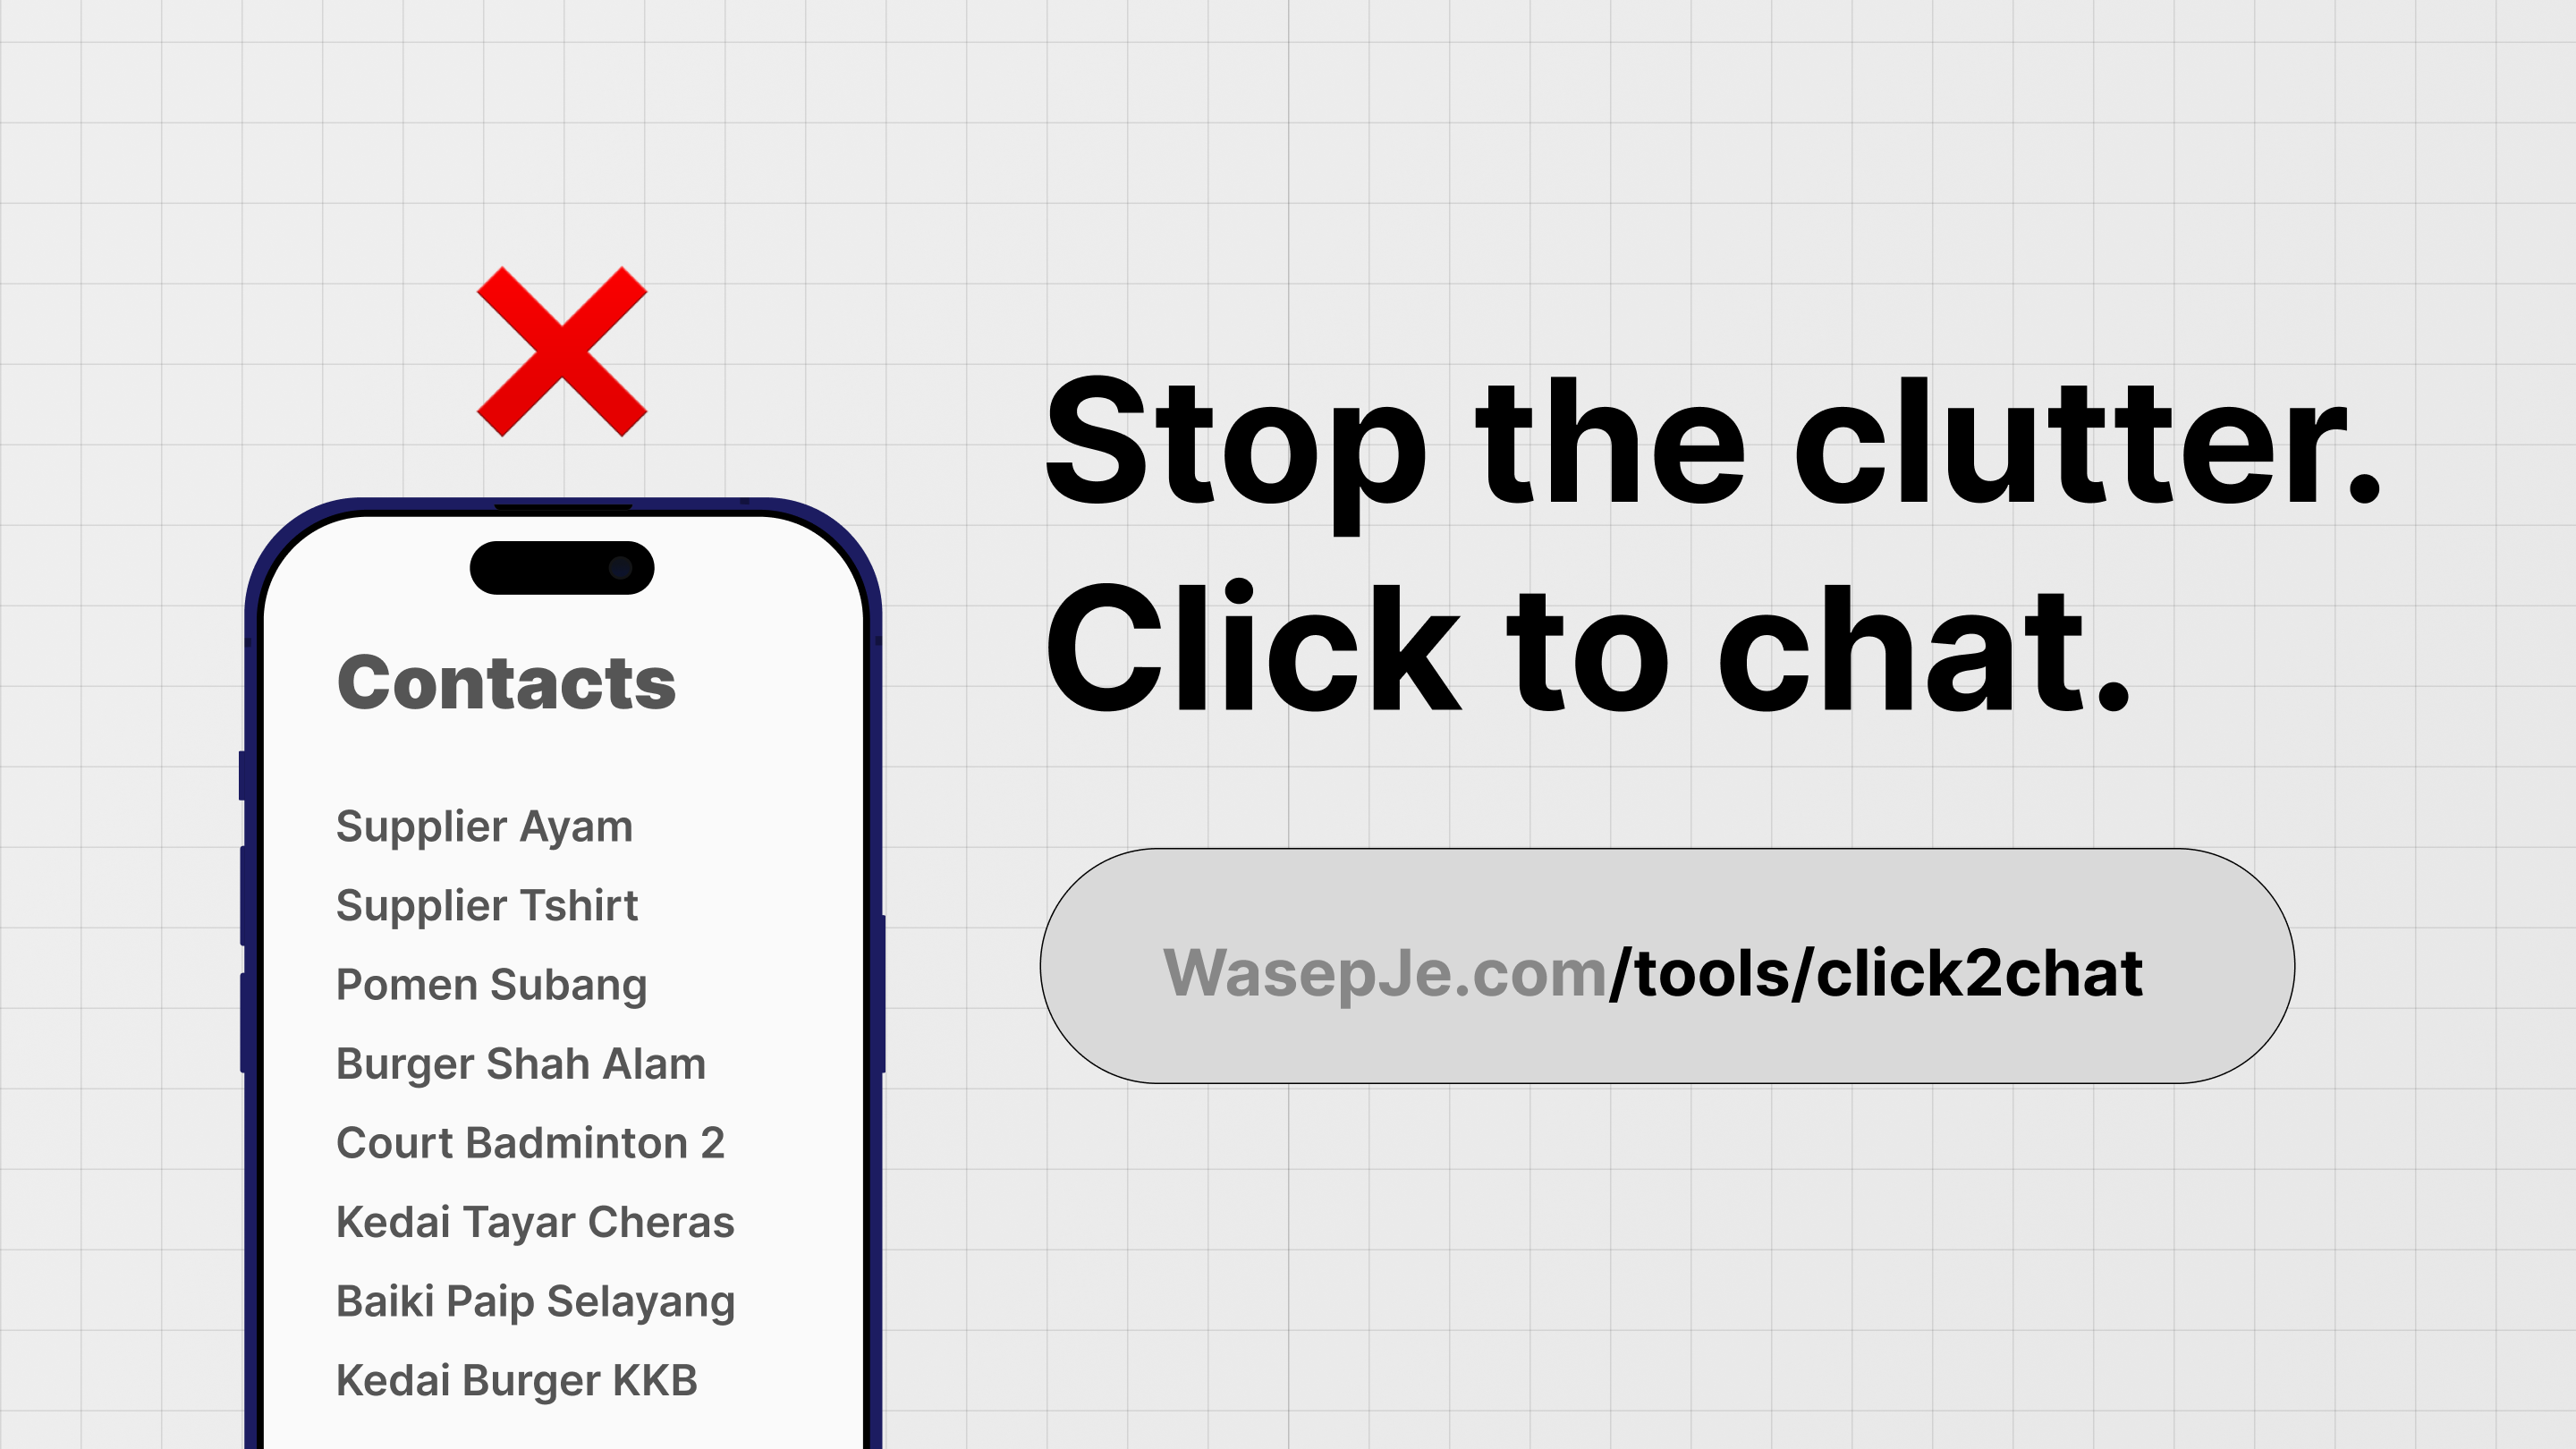 Stop the clutter.
Click to chat.
WasepJe.com/tools/click2chat
Contacts
Supplier Ayam
Supplier Tshirt
Pomen Subang
Burger Shah Alam
Court Badminton 2
Kedai Tayar Cheras
Baiki Paip Selayang
Kedai Burger KKB